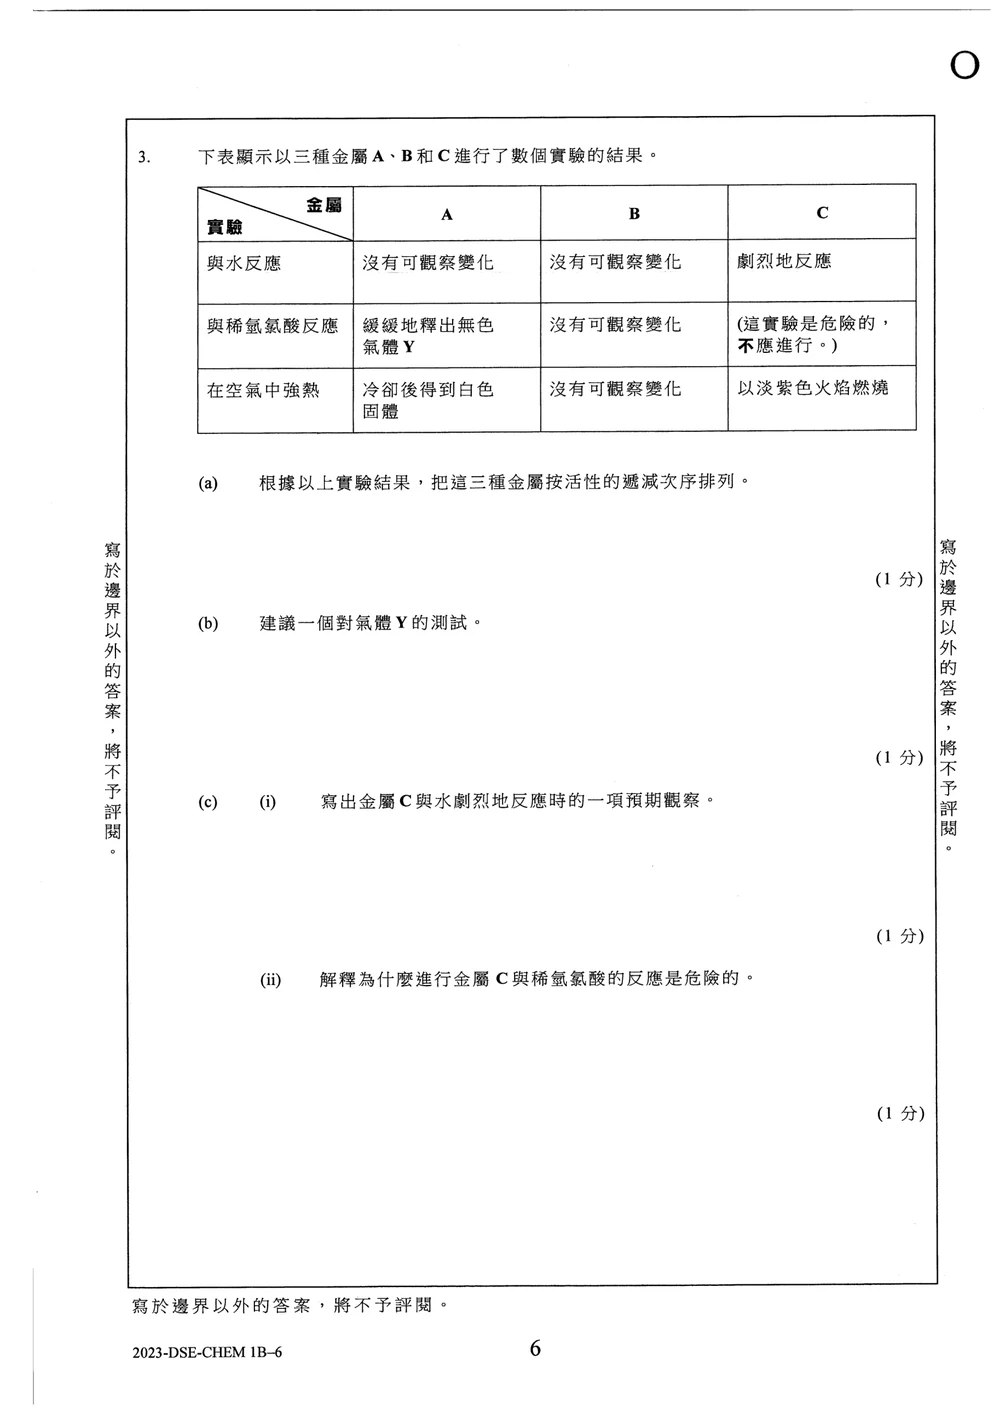 O
3. 下表顯示以三種金屬 A、B 和 C 進行了數個實驗的結果。
金屬
實驗
A B C
與水反應 沒有可觀察變化 沒有可觀察變化 劇烈地反應
與稀氫氯酸反應 緩緩地釋出無色 沒有可觀察變化 (這實驗是危險的，
氣體 Y 不應進行。)
在空氣中強熱 冷卻後得到白色 沒有可觀察變化 以淡紫色火焰燃燒
固體
(a) 根據以上實驗結果，把這三種金屬按活性的遞減次序排列。
(1 分)
(b) 建議一個對氣體 Y 的測試。
(1 分)
(c) (i) 寫出金屬 C 與水劇烈地反應時的一項預期觀察。
(1 分)
(ii) 解釋為什麼進行金屬 C 與稀氫氯酸的反應是危險的。
(1 分)
寫於邊界以外的答案，將不予評閱。
寫於邊界以外的答案，將不予評閱。
寫於邊界以外的答案，將不予評閱。
2023-DSE-CHEM 1B–6
6